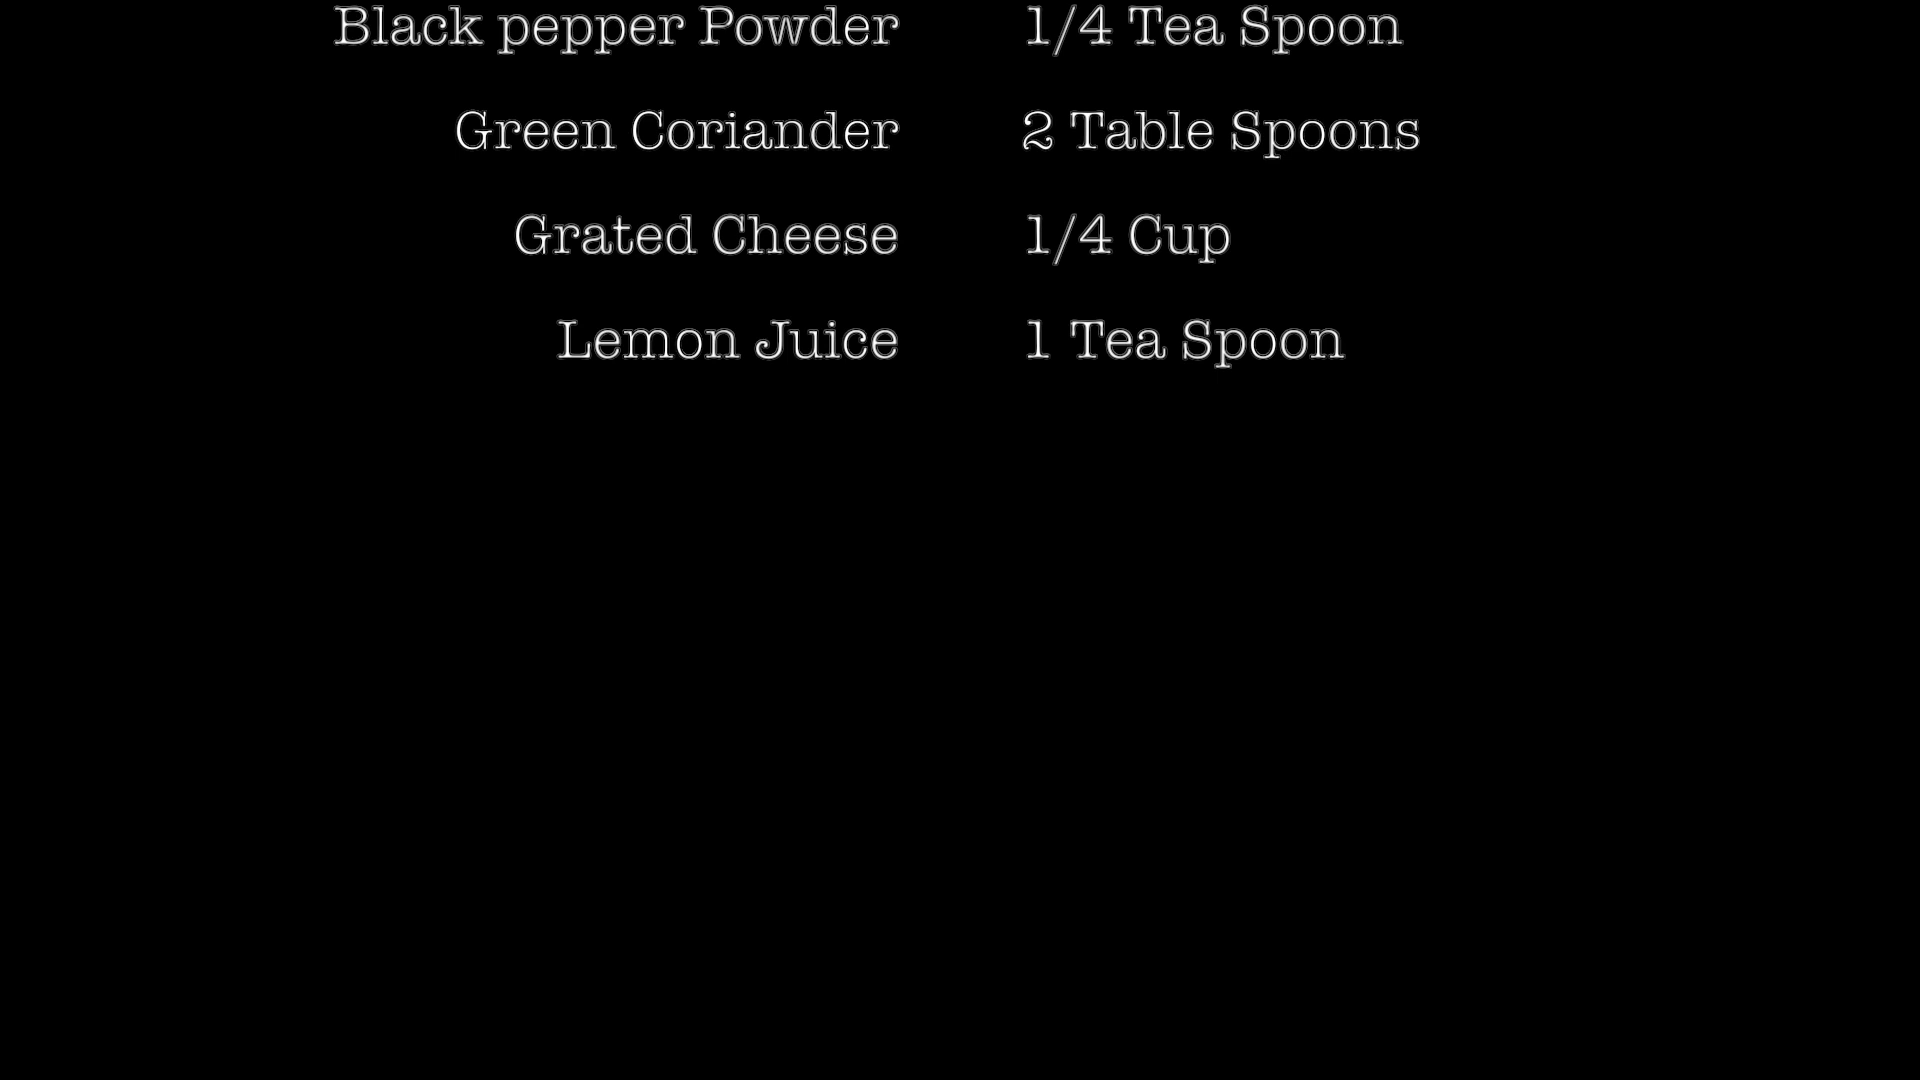 Black pepper Powder 1/4 Tea Spoon
Green Coriander 2 Table Spoons
Grated Cheese 1/4 Cup
Lemon Juice 1 Tea Spoon